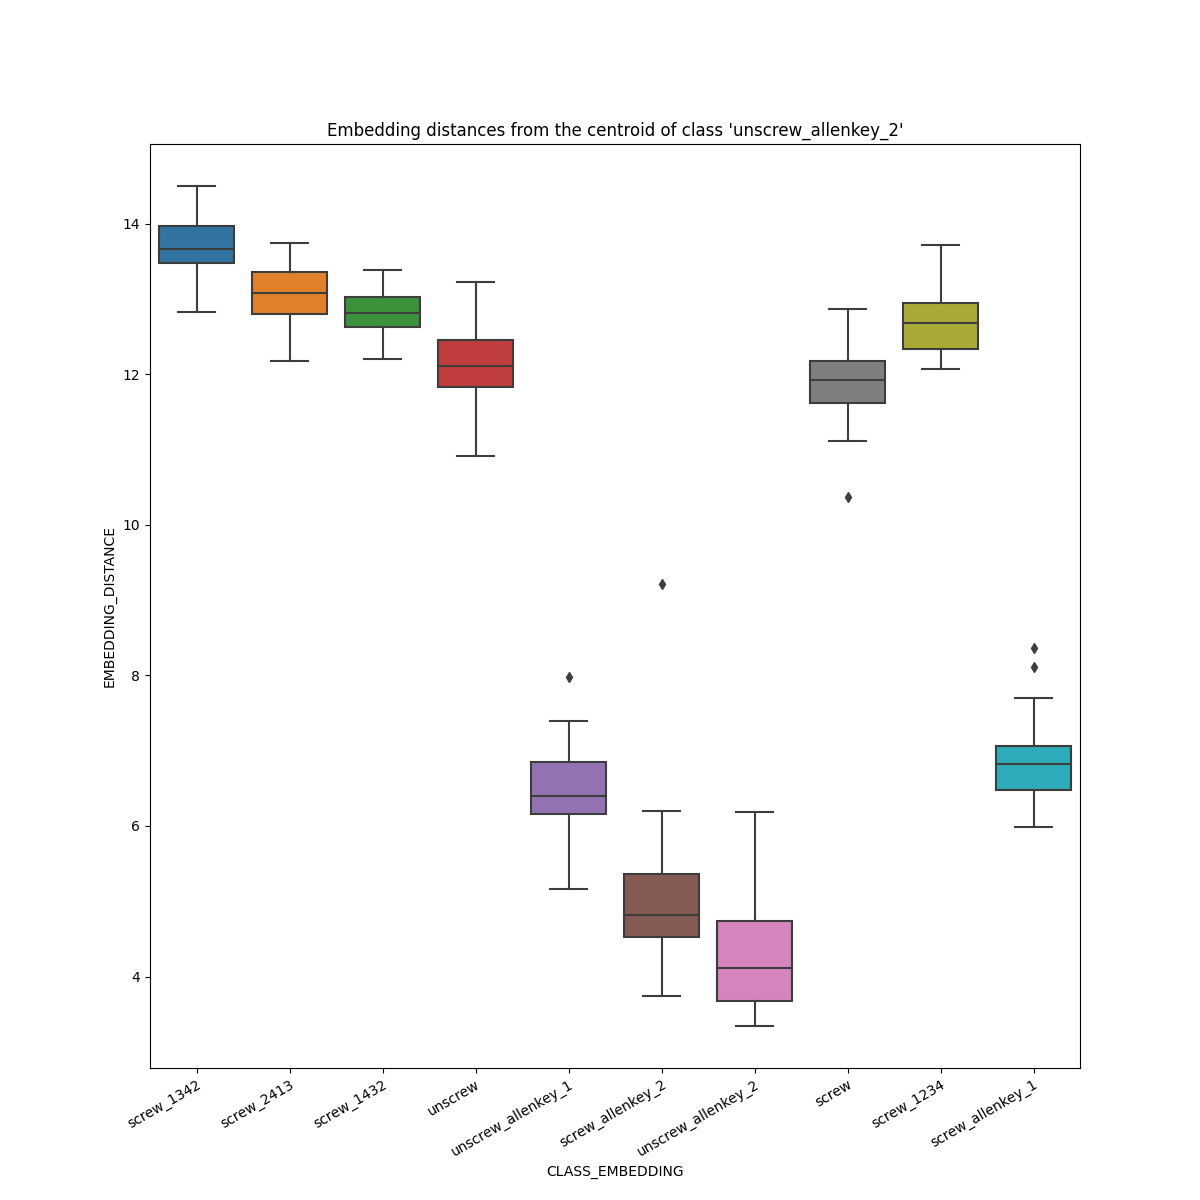 Embedding distances from the centroid of class 'unscrew_allenkey_2'
EMBEDDING_DISTANCE
14
12
10
8
6
4
screw_1342
screw_2413
screw_1432
unscrew
unscrew_allenkey_1
screw_allenkey_2
unscrew_allenkey_2
screw
screw_1234
screw_allenkey_1
CLASS_EMBEDDING